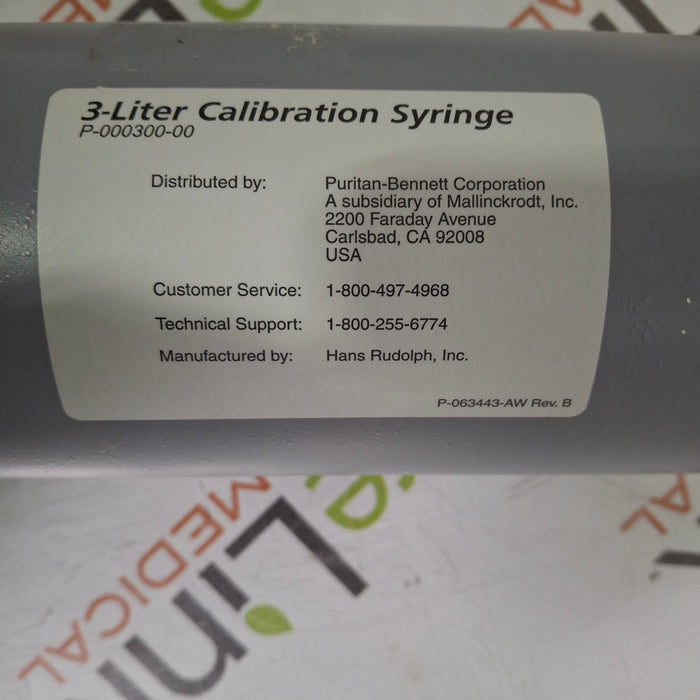 3-Liter Calibration Syringe
P-000300-00
Distributed by: Puritan-Bennett Corporation
A subsidiary of Mallinckrodt, Inc.
2200 Faraday Avenue
Carlsbad, CA 92008
USA
Customer Service: 1-800-497-4968
Technical Support: 1-800-255-6774
Manufactured by: Hans Rudolph, Inc.
P-063443-AW Rev. B
MEDICAL